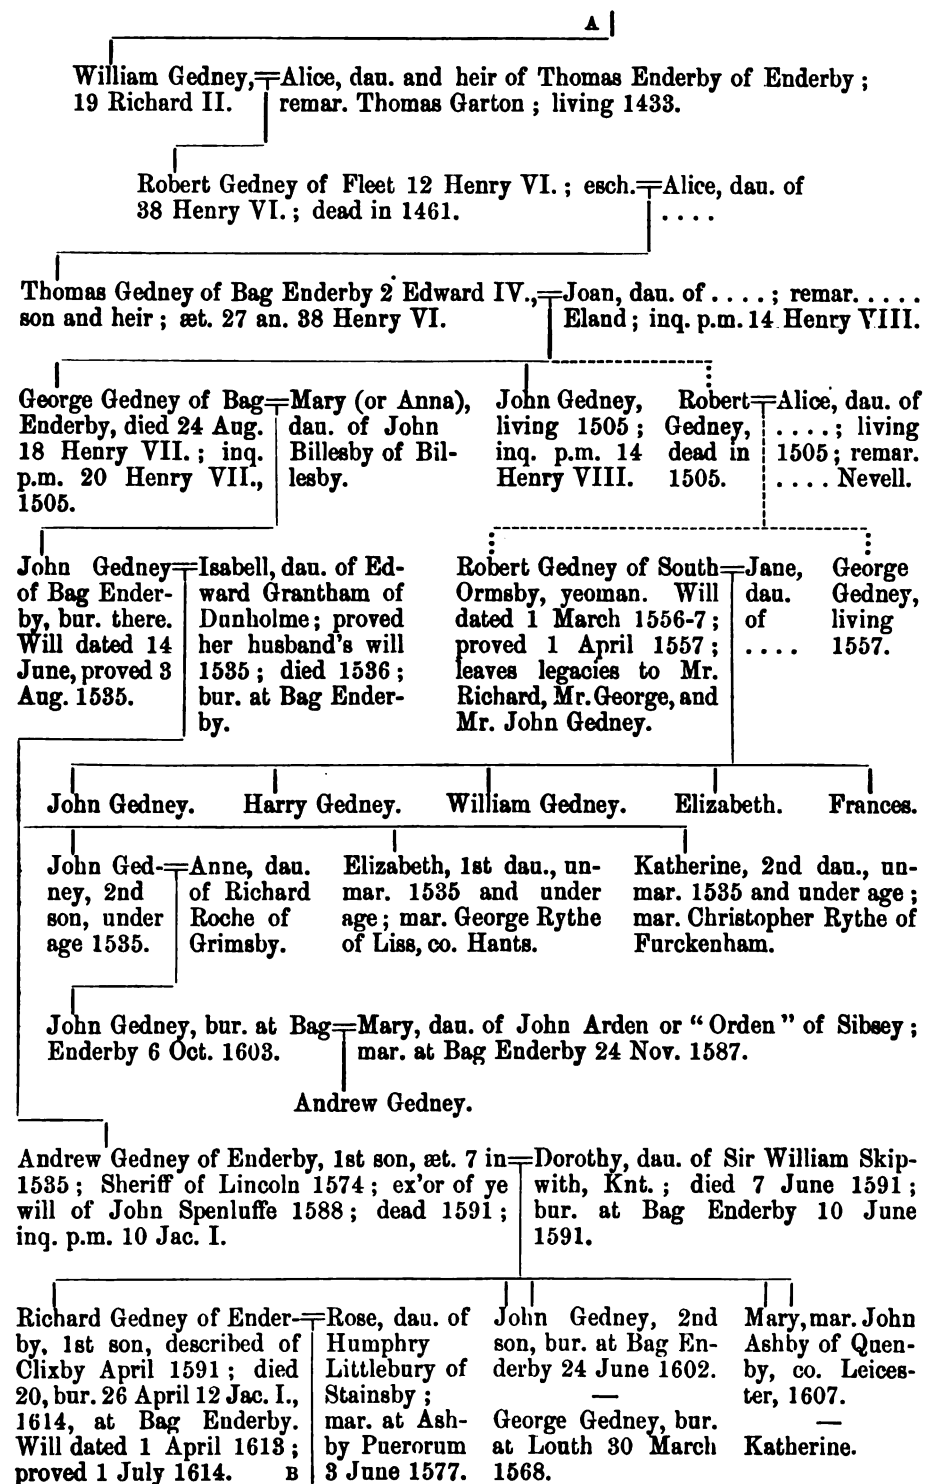 A
William Gedney,=Alice, dau. and heir of Thomas Enderby of Enderby ;
19 Richard II. remar. Thomas Garton ; living 1433.
Robert Gedney of Fleet 12 Henry VI. ; esch.=Alice, dau. of
38 Henry VI. ; dead in 1461. . . . .
Thomas Gedney of Bag Enderby 2 Edward IV.,=Joan, dau. of . . . . ; remar. . . . .
son and heir ; æt. 27 an. 38 Henry VI. Eland ; inq. p.m. 14 Henry VIII.
George Gedney of Bag=
Enderby, died 24 Aug.
18 Henry VII. ; inq.
p.m. 20 Henry VII.,
1505.
Mary (or Anna),
dau. of John
Billesby of Bil-
lesby.
John Gedney,
living 1505 ;
inq. p.m. 14
Henry VIII.
Robert=
Gedney,
dead in
1505.
Alice, dau. of
. . . . ; living
1505 ; remar.
. . . . Nevell.
John Gedney=
of Bag Ender-
by, bur. there.
Will dated 14
June, proved 3
Aug. 1535.
Isabell, dau. of Ed-
ward Grantham of
Dunholme ; proved
her husband's will
1535 ; died 1536 ;
bur. at Bag Ender-
by.
Robert Gedney of South=
Ormsby, yeoman. Will
dated 1 March 1556-7 ;
proved 1 April 1557 ;
leaves legacies to Mr.
Richard, Mr. George, and
Mr. John Gedney.
Jane,
dau.
of
. . . .
George
Gedney,
living
1557.
John Gedney. Harry Gedney. William Gedney. Elizabeth. Frances.
John Ged-=
ney, 2nd
son, under
age 1535.
Anne, dau.
of Richard
Roche of
Grimsby.
Elizabeth, 1st dau., un-
mar. 1535 and under
age ; mar. George Rythe
of Liss, co. Hants.
Katherine, 2nd dau., un-
mar. 1535 and under age ;
mar. Christopher Rythe of
Furckenham.
John Gedney, bur. at Bag=Mary, dau. of John Arden or "Orden" of Sibsey ;
Enderby 6 Oct. 1603. mar. at Bag Enderby 24 Nov. 1587.
Andrew Gedney.
Andrew Gedney of Enderby, 1st son, æt. 7 in=
1535 ; Sheriff of Lincoln 1574 ; ex'or of ye
will of John Spenluffe 1588 ; dead 1591 ;
inq. p.m. 10 Jac. I.
Dorothy, dau. of Sir William Skip-
with, Knt. ; died 7 June 1591 ;
bur. at Bag Enderby 10 June
1591.
Richard Gedney of Ender-=
by, 1st son, described of
Clixby April 1591 ; died
20, bur. 26 April 12 Jac. I.,
1614, at Bag Enderby.
Will dated 1 April 1613 ;
proved 1 July 1614. B
Rose, dau. of
Humphry
Littlebury of
Stainsby ;
mar. at Ash-
by Puerorum
3 June 1577.
John Gedney, 2nd
son, bur. at Bag En-
derby 24 June 1602.
—
George Gedney, bur.
at Louth 30 March
1568.
Mary, mar. John
Ashby of Quen-
by, co. Leices-
ter, 1607.
—
Katherine.